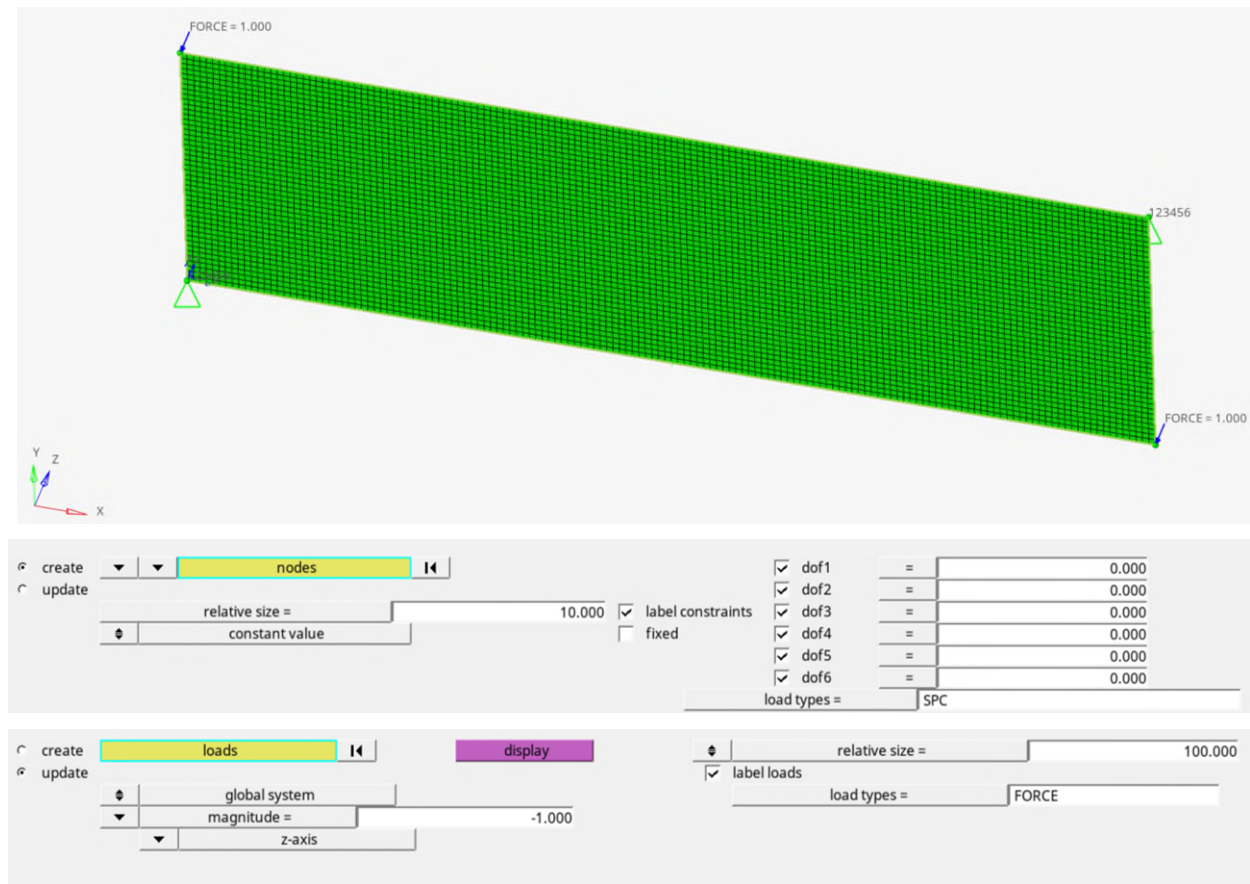 FORCE = 1.000
123456
FORCE = 1.000
Y
Z
X
create
nodes
dof1 = 0.000
update
dof2 = 0.000
relative size = 10.000
label constraints
dof3 = 0.000
constant value
fixed
dof4 = 0.000
dof5 = 0.000
dof6 = 0.000
load types = SPC
create
loads
display
relative size = 100.000
update
label loads
global system
load types = FORCE
magnitude = -1.000
z-axis